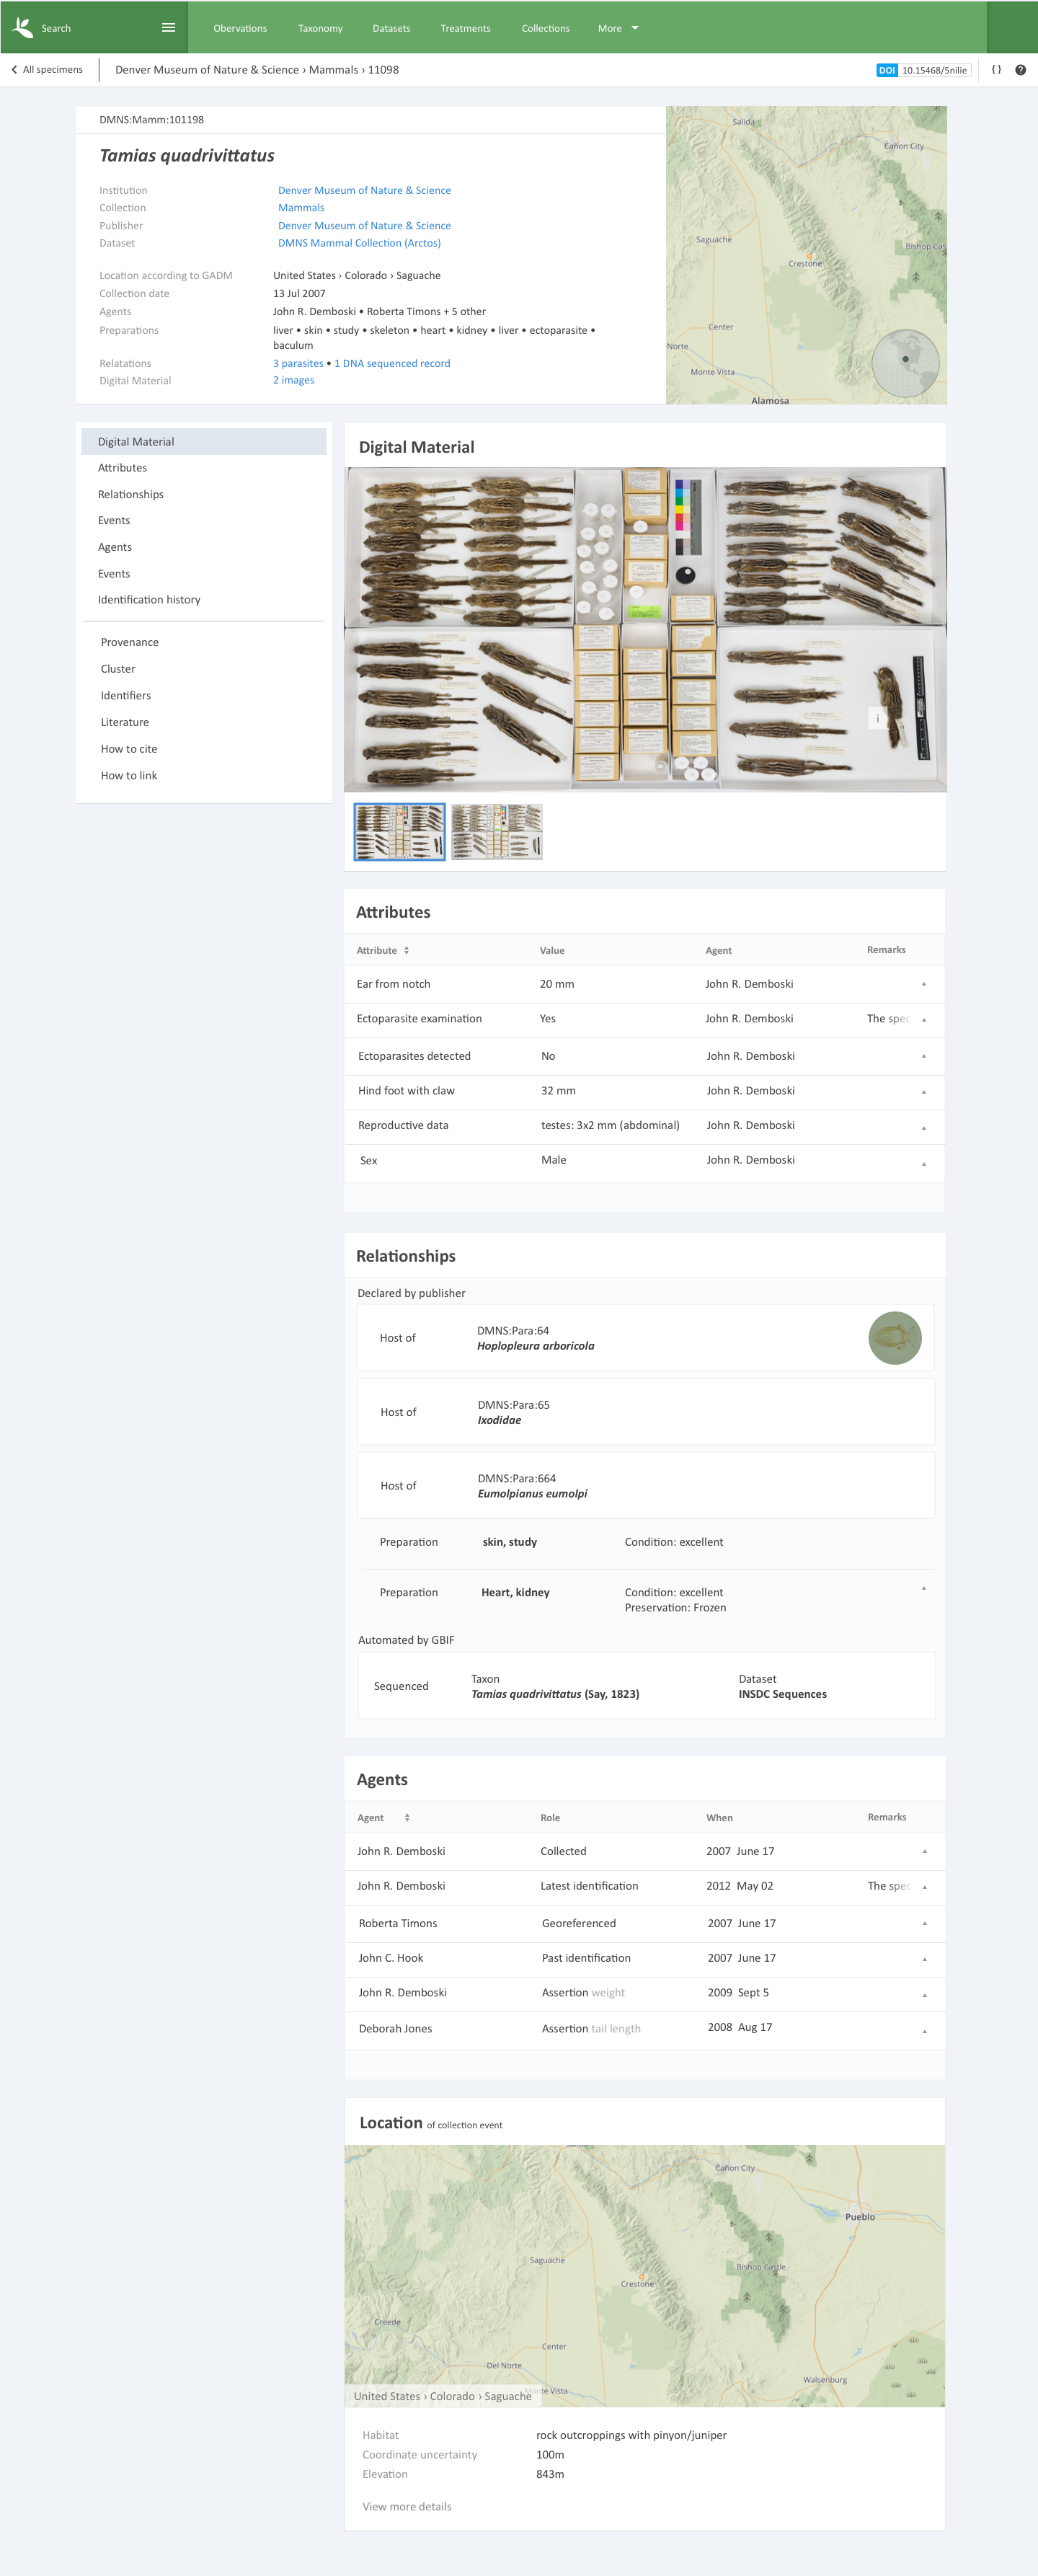 Search
Obervations Taxonomy Datasets Treatments Collections More
All specimens Denver Museum of Nature & Science › Mammals › 11098 DOI 10.15468/5nilie { } ?
DMNS:Mamm:101198
Tamias quadrivittatus
Institution Denver Museum of Nature & Science
Collection Mammals
Publisher Denver Museum of Nature & Science
Dataset DMNS Mammal Collection (Arctos)
Location according to GADM United States › Colorado › Saguache
Collection date 13 Jul 2007
Agents John R. Demboski • Roberta Timons + 5 other
Preparations liver • skin • study • skeleton • heart • kidney • liver • ectoparasite •
baculum
Relatations 3 parasites • 1 DNA sequenced record
Digital Material 2 images
Salida
Cañon City
Saguache
Bishop Cas
Crestone
Center
Norte
Monte Vista
Alamosa
Digital Material
Attributes
Relationships
Events
Agents
Events
Identification history
Provenance
Cluster
Identifiers
Literature
How to cite
How to link
Digital Material
i
Attributes
Attribute Value Agent Remarks
Ear from notch 20 mm John R. Demboski
Ectoparasite examination Yes John R. Demboski The spec
Ectoparasites detected No John R. Demboski
Hind foot with claw 32 mm John R. Demboski
Reproductive data testes: 3x2 mm (abdominal) John R. Demboski
Sex Male John R. Demboski
Relationships
Declared by publisher
Host of DMNS:Para:64
Hoplopleura arboricola
Host of DMNS:Para:65
Ixodidae
Host of DMNS:Para:664
Eumolpianus eumolpi
Preparation skin, study Condition: excellent
Preparation Heart, kidney Condition: excellent
Preservation: Frozen
Automated by GBIF
Sequenced Taxon Dataset
Tamias quadrivittatus (Say, 1823) INSDC Sequences
Agents
Agent Role When Remarks
John R. Demboski Collected 2007 June 17
John R. Demboski Latest identification 2012 May 02 The spec
Roberta Timons Georeferenced 2007 June 17
John C. Hook Past identification 2007 June 17
John R. Demboski Assertion weight 2009 Sept 5
Deborah Jones Assertion tail length 2008 Aug 17
Location of collection event
Cañon City
Pueblo
Saguache
Bishop Castle
Crestone
Creede
Center
Del Norte
Walsenburg
Monte Vista
United States › Colorado › Saguache
Habitat rock outcroppings with pinyon/juniper
Coordinate uncertainty 100m
Elevation 843m
View more details